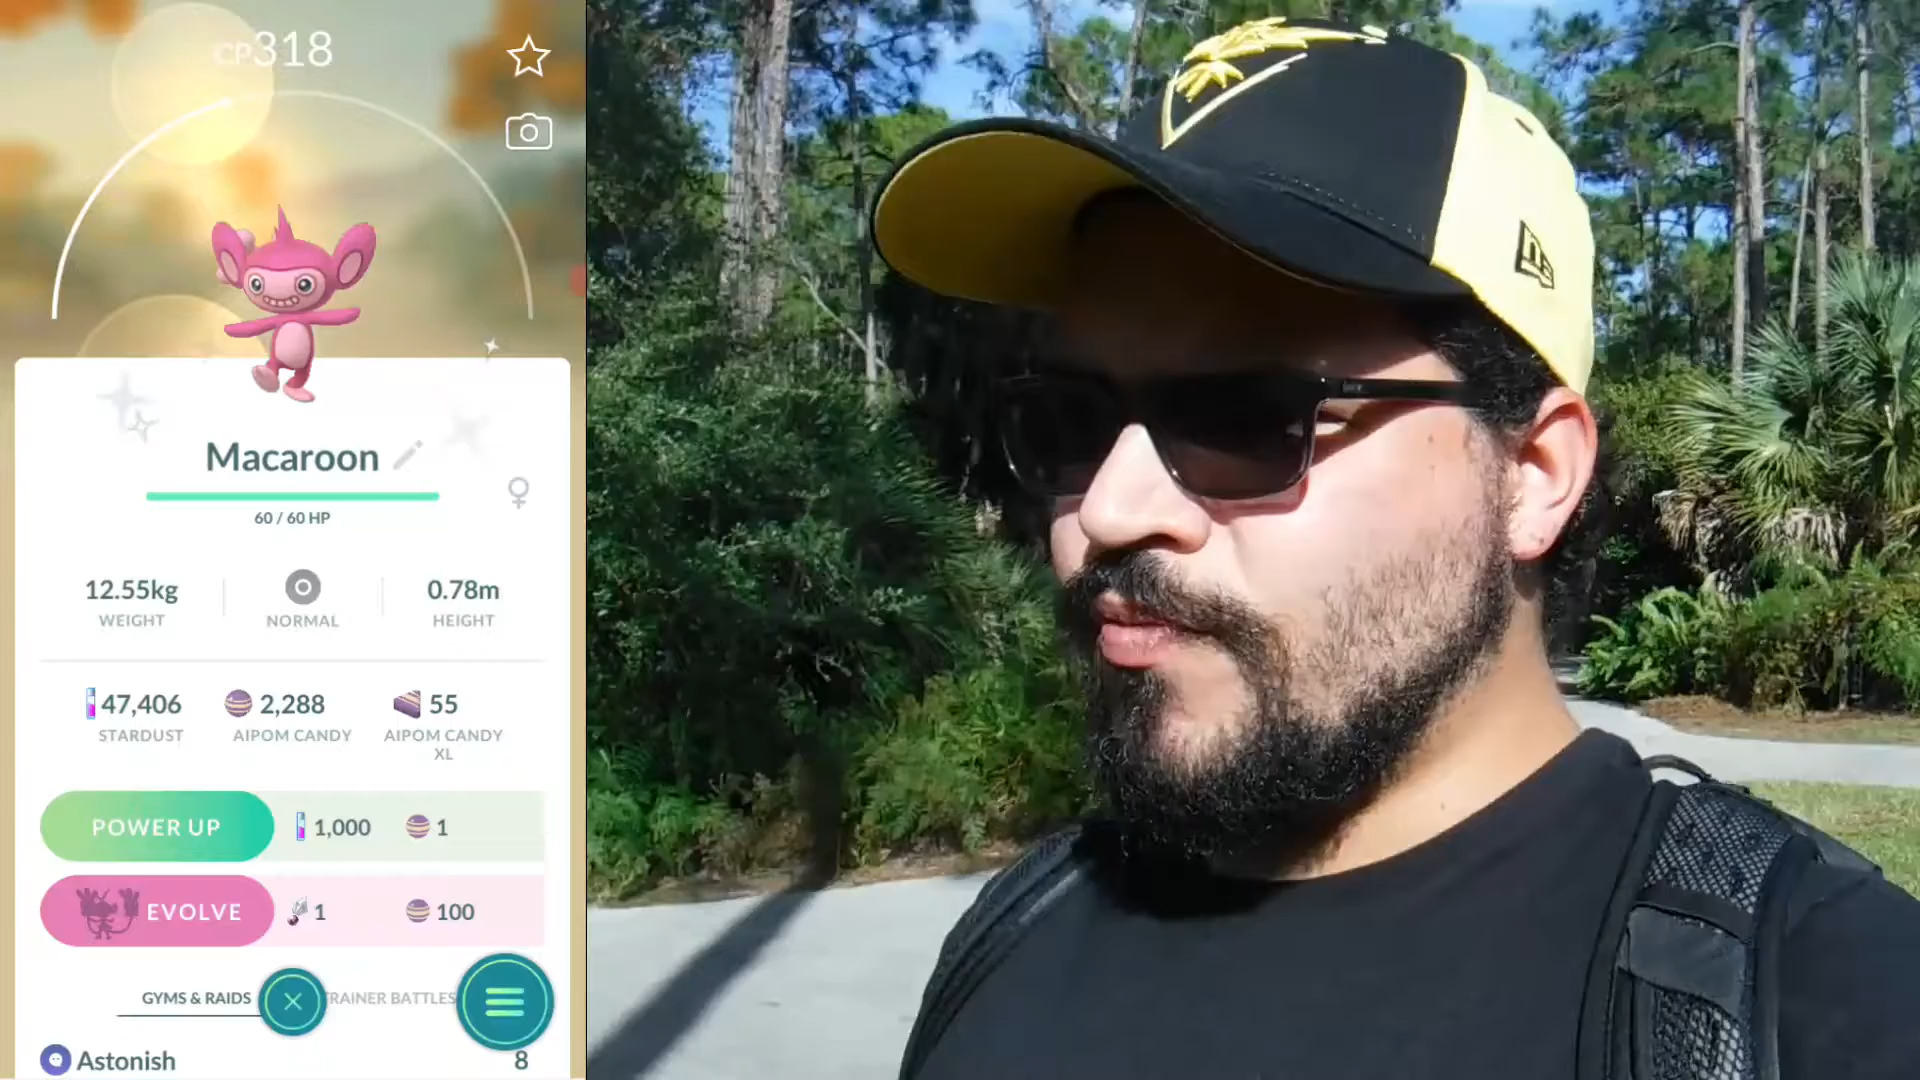 CP318
Macaroon
60 / 60 HP
12.55kg
WEIGHT
NORMAL
0.78m
HEIGHT
47,406
STARDUST
2,288
AIPOM CANDY
55
AIPOM CANDY
XL
POWER UP
1,000
1
EVOLVE
1
100
GYMS & RAIDS
TRAINER BATTLES
Astonish
8